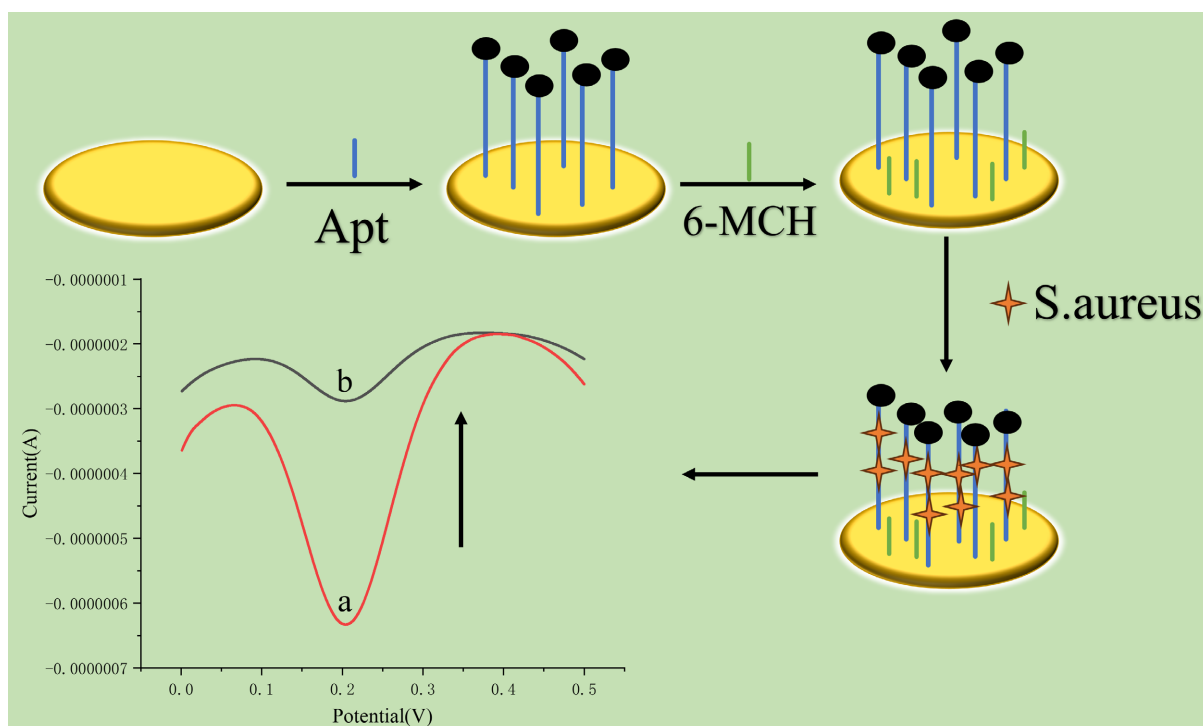 Apt
6-MCH
S.aureus
-0.0000001
-0.0000002
-0.0000003
-0.0000004
-0.0000005
-0.0000006
-0.0000007
Current(A)
b
a
0.0 0.1 0.2 0.3 0.4 0.5
Potential(V)